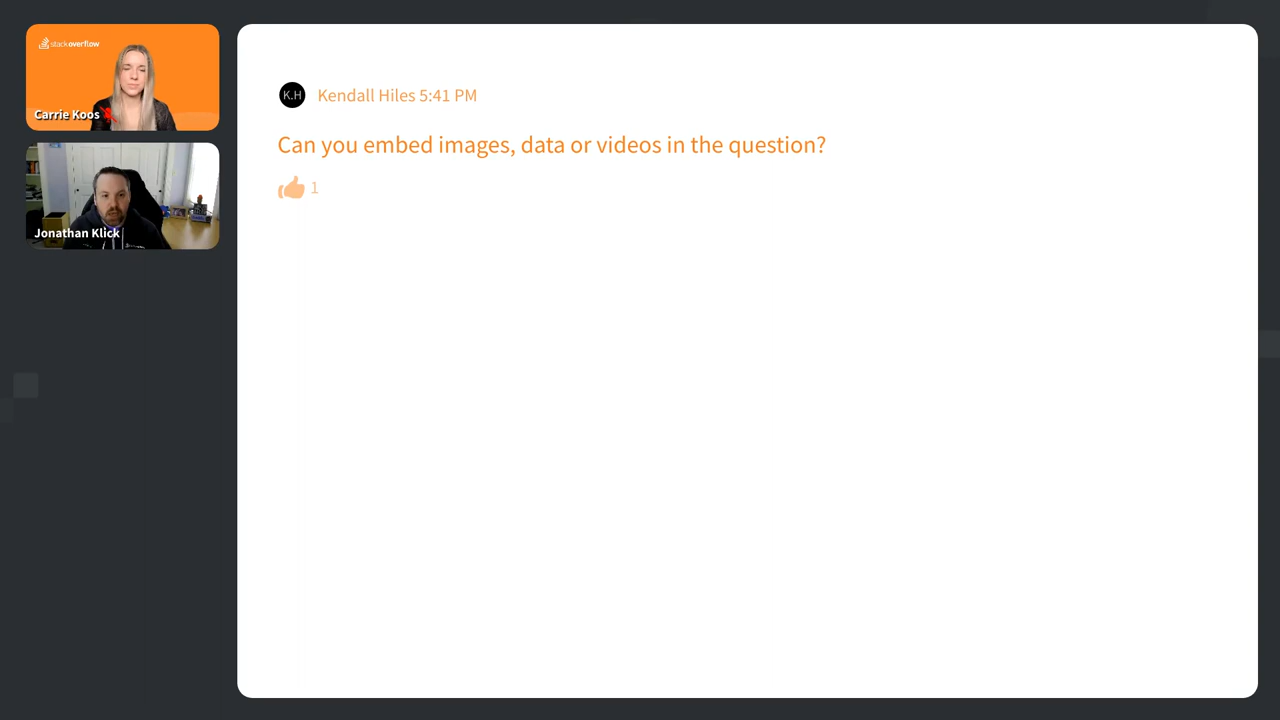 stackoverflow
Carrie Koos
Jonathan Klick
K.H
Kendall Hiles 5:41 PM
Can you embed images, data or videos in the question?
1